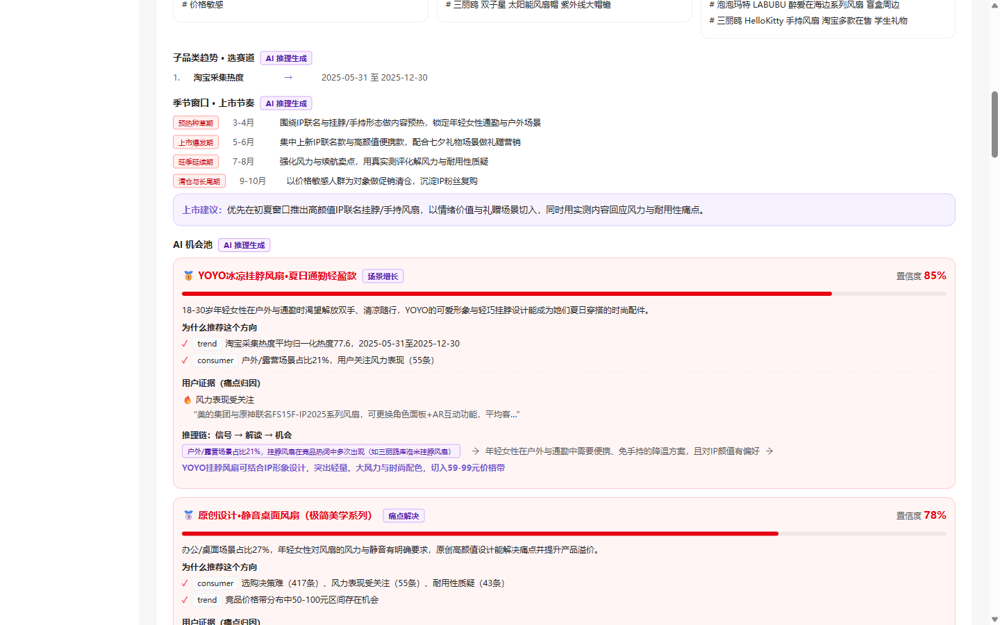 # 价格敏感
# 三丽鸥 双子星 太阳能风扇帽 紫外线大帽檐
# 泡泡玛特 LABUBU 醉爱在海边系列风扇 盲盒周边
# 三丽鸥 HelloKitty 手持风扇 淘宝多款在售 学生礼物
子品类趋势 • 选赛道 AI 推理生成
1. 淘宝采集热度 → 2025-05-31 至 2025-12-30
季节窗口 • 上市节奏 AI 推理生成
预热种草期 3-4月 围绕IP联名与挂脖/手持形态做内容预热，锁定年轻女性通勤与户外场景
上市爆发期 5-6月 集中上新IP联名款与高颜值便携款，配合七夕礼物场景做礼赠营销
旺季延续期 7-8月 强化风力与续航卖点，用真实测评化解风力与耐用性质疑
清仓与长尾期 9-10月 以价格敏感人群为对象做促销清仓，沉淀IP粉丝复购
上市建议：优先在初夏窗口推出高颜值IP联名挂脖/手持风扇，以情绪价值与礼赠场景切入，同时用实测内容回应风力与耐用性痛点。
AI 机会池 AI 推理生成
1 YOYO冰凉挂脖风扇•夏日通勤轻盈款 场景增长 置信度 85%
18-30岁年轻女性在户外与通勤时渴望解放双手、清凉随行，YOYO的可爱形象与轻巧挂脖设计能成为她们夏日穿搭的时尚配件。
为什么推荐这个方向
✓ trend 淘宝采集热度平均归一化热度77.6，2025-05-31至2025-12-30
✓ consumer 户外/露营场景占比21%，用户关注风力表现（55条）
用户证据（痛点归因）
风力表现受关注
“美的集团与原神联名FS15F-IP2025系列风扇，可更换角色面板+AR互动功能，平均客...”
推理链：信号 → 解读 → 机会
户外/露营场景占比21%，挂脖风扇在竞品热词中多次出现（如三丽鸥库洛米挂脖风扇） → 年轻女性在户外与通勤中需要便携、免手持的降温方案，且对IP颜值有偏好 →
YOYO挂脖风扇可结合IP形象设计，突出轻量、大风力与时尚配色，切入59-99元价格带
2 原创设计•静音桌面风扇（极简美学系列） 痛点解决 置信度 78%
办公/桌面场景占比27%，年轻女性对风扇的风力与静音有明确要求，原创高颜值设计能解决痛点并提升产品溢价。
为什么推荐这个方向
✓ consumer 选购决策难（417条）、风力表现受关注（55条）、耐用性质疑（43条）
✓ trend 竞品价格带分布中50-100元区间存在机会
用户证据（痛点归因）